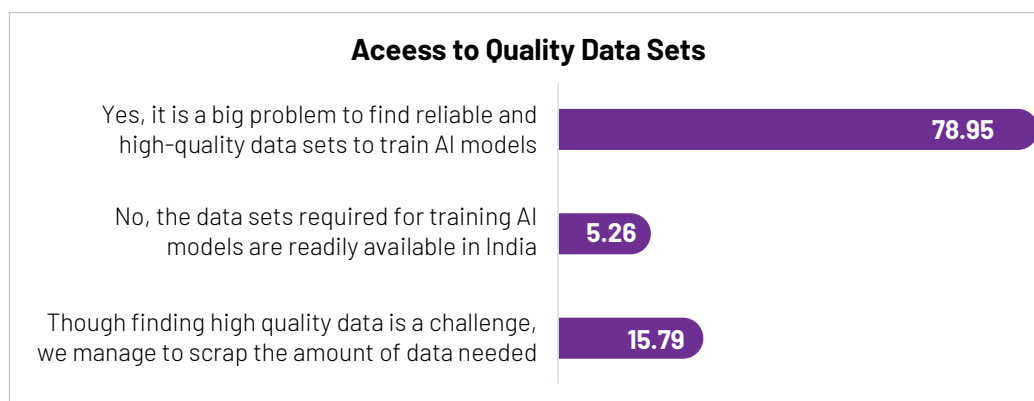 Aceess to Quality Data Sets
Yes, it is a big problem to find reliable and
high-quality data sets to train AI models
78.95
No, the data sets required for training AI
models are readily available in India
5.26
Though finding high quality data is a challenge,
we manage to scrap the amount of data needed
15.79